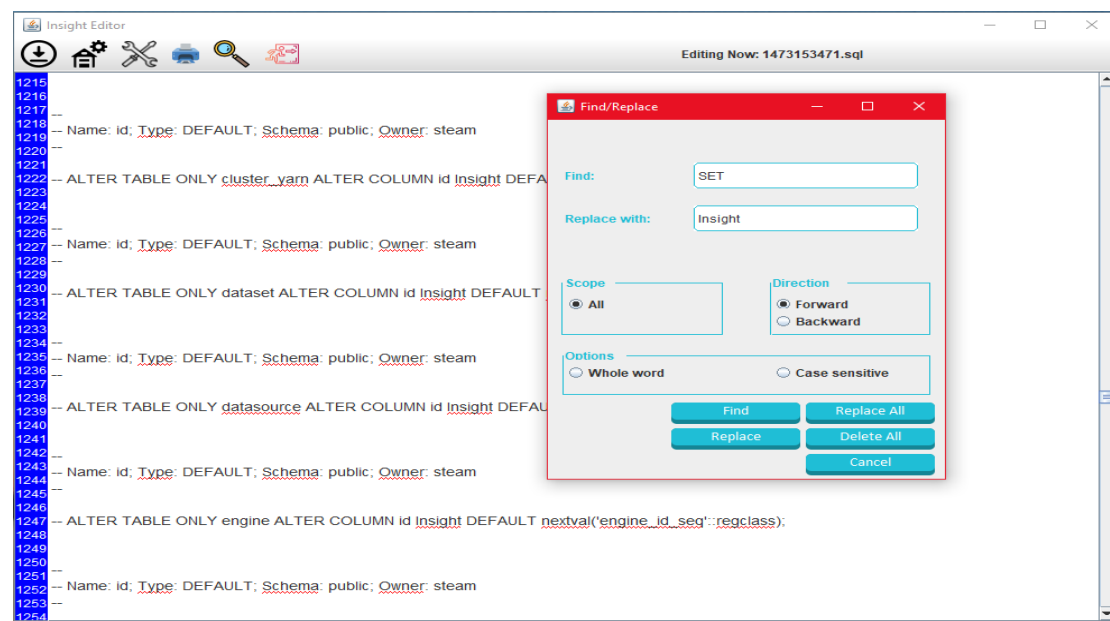 Insight Editor
Editing Now: 1473153471.sql
1215
1216
1217 --
1218 -- Name: id; Type: DEFAULT; Schema: public; Owner: steam
1219
1220 --
1221
1222 -- ALTER TABLE ONLY cluster_yarn ALTER COLUMN id Insight DEFA
1223
1224
1225
1226 --
1227 -- Name: id; Type: DEFAULT; Schema: public; Owner: steam
1228 --
1229
1230 -- ALTER TABLE ONLY dataset ALTER COLUMN id Insight DEFAULT
1231
1232
1233
1234 --
1235 -- Name: id; Type: DEFAULT; Schema: public; Owner: steam
1236 --
1237
1238
1239 -- ALTER TABLE ONLY datasource ALTER COLUMN id Insight DEFAU
1240
1241
1242 --
1243 -- Name: id; Type: DEFAULT; Schema: public; Owner: steam
1244
1245 --
1246
1247 -- ALTER TABLE ONLY engine ALTER COLUMN id Insight DEFAULT nextval('engine_id_seq'::regclass);
1248
1249
1250
1251 --
1252 -- Name: id; Type: DEFAULT; Schema: public; Owner: steam
1253 --
1254
Find/Replace
Find: SET
Replace with: Insight
Scope
All
Direction
Forward
Backward
Options
Whole word Case sensitive
Find Replace All
Replace Delete All
Cancel